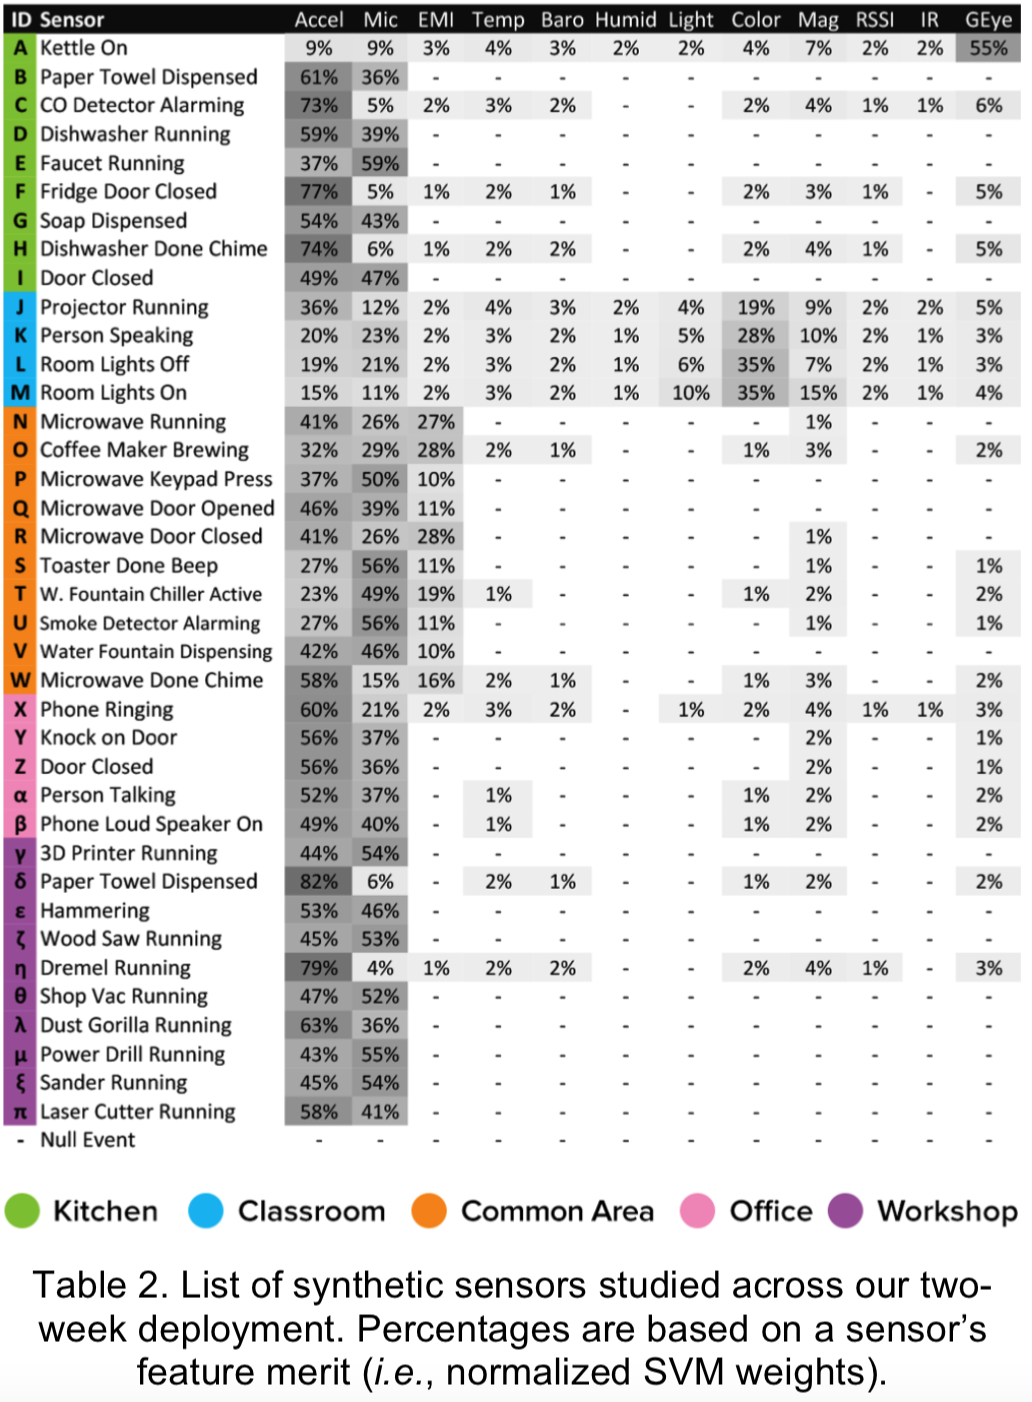 ID Sensor Accel Mic EMI Temp Baro Humid Light Color Mag RSSI IR GEye
A Kettle On 9% 9% 3% 4% 3% 2% 2% 4% 7% 2% 2% 55%
B Paper Towel Dispensed 61% 36% - - - - - - - - - -
C CO Detector Alarming 73% 5% 2% 3% 2% - - 2% 4% 1% 1% 6%
D Dishwasher Running 59% 39% - - - - - - - - - -
E Faucet Running 37% 59% - - - - - - - - - -
F Fridge Door Closed 77% 5% 1% 2% 1% - - 2% 3% 1% - 5%
G Soap Dispensed 54% 43% - - - - - - - - - -
H Dishwasher Done Chime 74% 6% 1% 2% 2% - - 2% 4% 1% - 5%
I Door Closed 49% 47% - - - - - - - - - -
J Projector Running 36% 12% 2% 4% 3% 2% 4% 19% 9% 2% 2% 5%
K Person Speaking 20% 23% 2% 3% 2% 1% 5% 28% 10% 2% 1% 3%
L Room Lights Off 19% 21% 2% 3% 2% 1% 6% 35% 7% 2% 1% 3%
M Room Lights On 15% 11% 2% 3% 2% 1% 10% 35% 15% 2% 1% 4%
N Microwave Running 41% 26% 27% - - - - - 1% - - -
O Coffee Maker Brewing 32% 29% 28% 2% 1% - - 1% 3% - - 2%
P Microwave Keypad Press 37% 50% 10% - - - - - - - - -
Q Microwave Door Opened 46% 39% 11% - - - - - - - - -
R Microwave Door Closed 41% 26% 28% - - - - - 1% - - -
S Toaster Done Beep 27% 56% 11% - - - - - 1% - - 1%
T W. Fountain Chiller Active 23% 49% 19% 1% - - - 1% 2% - - 2%
U Smoke Detector Alarming 27% 56% 11% - - - - - 1% - - 1%
V Water Fountain Dispensing 42% 46% 10% - - - - - - - - -
W Microwave Done Chime 58% 15% 16% 2% 1% - - 1% 3% - - 2%
X Phone Ringing 60% 21% 2% 3% 2% - 1% 2% 4% 1% 1% 3%
Y Knock on Door 56% 37% - - - - - - 2% - - 1%
Z Door Closed 56% 36% - - - - - - 2% - - 1%
α Person Talking 52% 37% - 1% - - - 1% 2% - - 2%
β Phone Loud Speaker On 49% 40% - 1% - - - 1% 2% - - 2%
γ 3D Printer Running 44% 54% - - - - - - - - - -
δ Paper Towel Dispensed 82% 6% - 2% 1% - - 1% 2% - - 2%
ε Hammering 53% 46% - - - - - - - - - -
ζ Wood Saw Running 45% 53% - - - - - - - - - -
η Dremel Running 79% 4% 1% 2% 2% - - 2% 4% 1% - 3%
θ Shop Vac Running 47% 52% - - - - - - - - - -
λ Dust Gorilla Running 63% 36% - - - - - - - - - -
μ Power Drill Running 43% 55% - - - - - - - - - -
ξ Sander Running 45% 54% - - - - - - - - - -
π Laser Cutter Running 58% 41% - - - - - - - - - -
- Null Event - - - - - - - - - - - -
Kitchen Classroom Common Area Office Workshop
Table 2. List of synthetic sensors studied across our two-
week deployment. Percentages are based on a sensor’s
feature merit (i.e., normalized SVM weights).